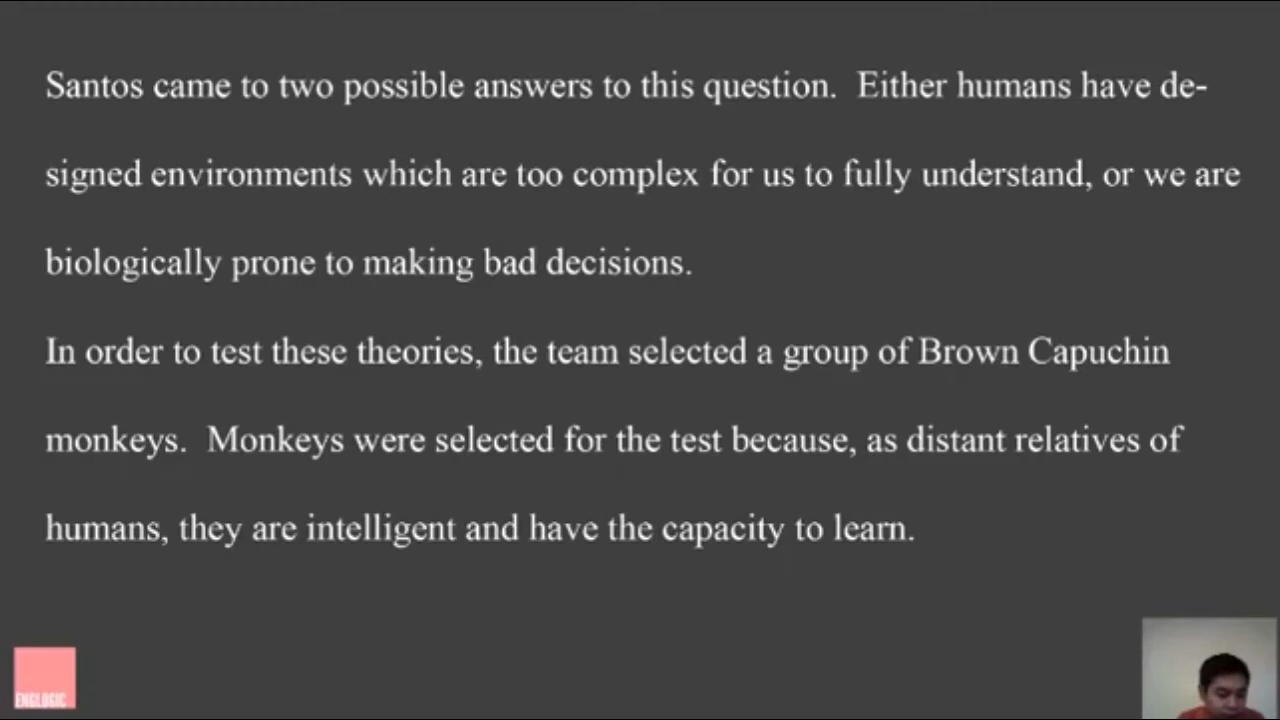 Santos came to two possible answers to this question.  Either humans have de-
signed environments which are too complex for us to fully understand, or we are
biologically prone to making bad decisions.
In order to test these theories, the team selected a group of Brown Capuchin
monkeys.  Monkeys were selected for the test because, as distant relatives of
humans, they are intelligent and have the capacity to learn.
ENGLOGIC